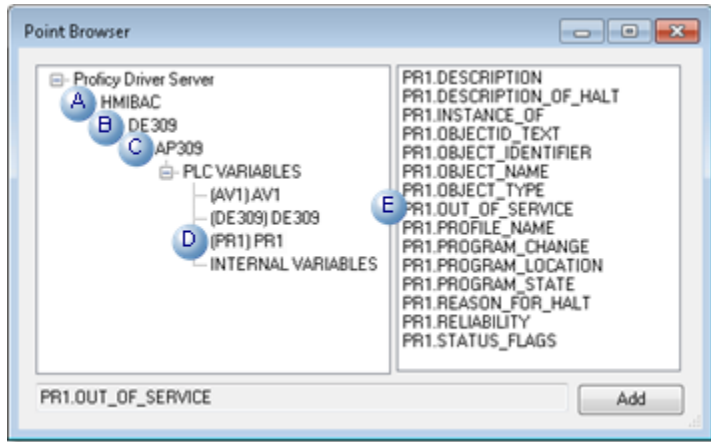 Point Browser
Proficy Driver Server
A HMIBAC
B DE309
C AP309
PLC VARIABLES
(AV1) AV1
(DE309) DE309
D (PR1) PR1
INTERNAL VARIABLES
PR1.DESCRIPTION
PR1.DESCRIPTION_OF_HALT
PR1.INSTANCE_OF
PR1.OBJECTID_TEXT
PR1.OBJECT_IDENTIFIER
PR1.OBJECT_NAME
PR1.OBJECT_TYPE
E PR1.OUT_OF_SERVICE
PR1.PROFILE_NAME
PR1.PROGRAM_CHANGE
PR1.PROGRAM_LOCATION
PR1.PROGRAM_STATE
PR1.REASON_FOR_HALT
PR1.RELIABILITY
PR1.STATUS_FLAGS
PR1.OUT_OF_SERVICE
Add